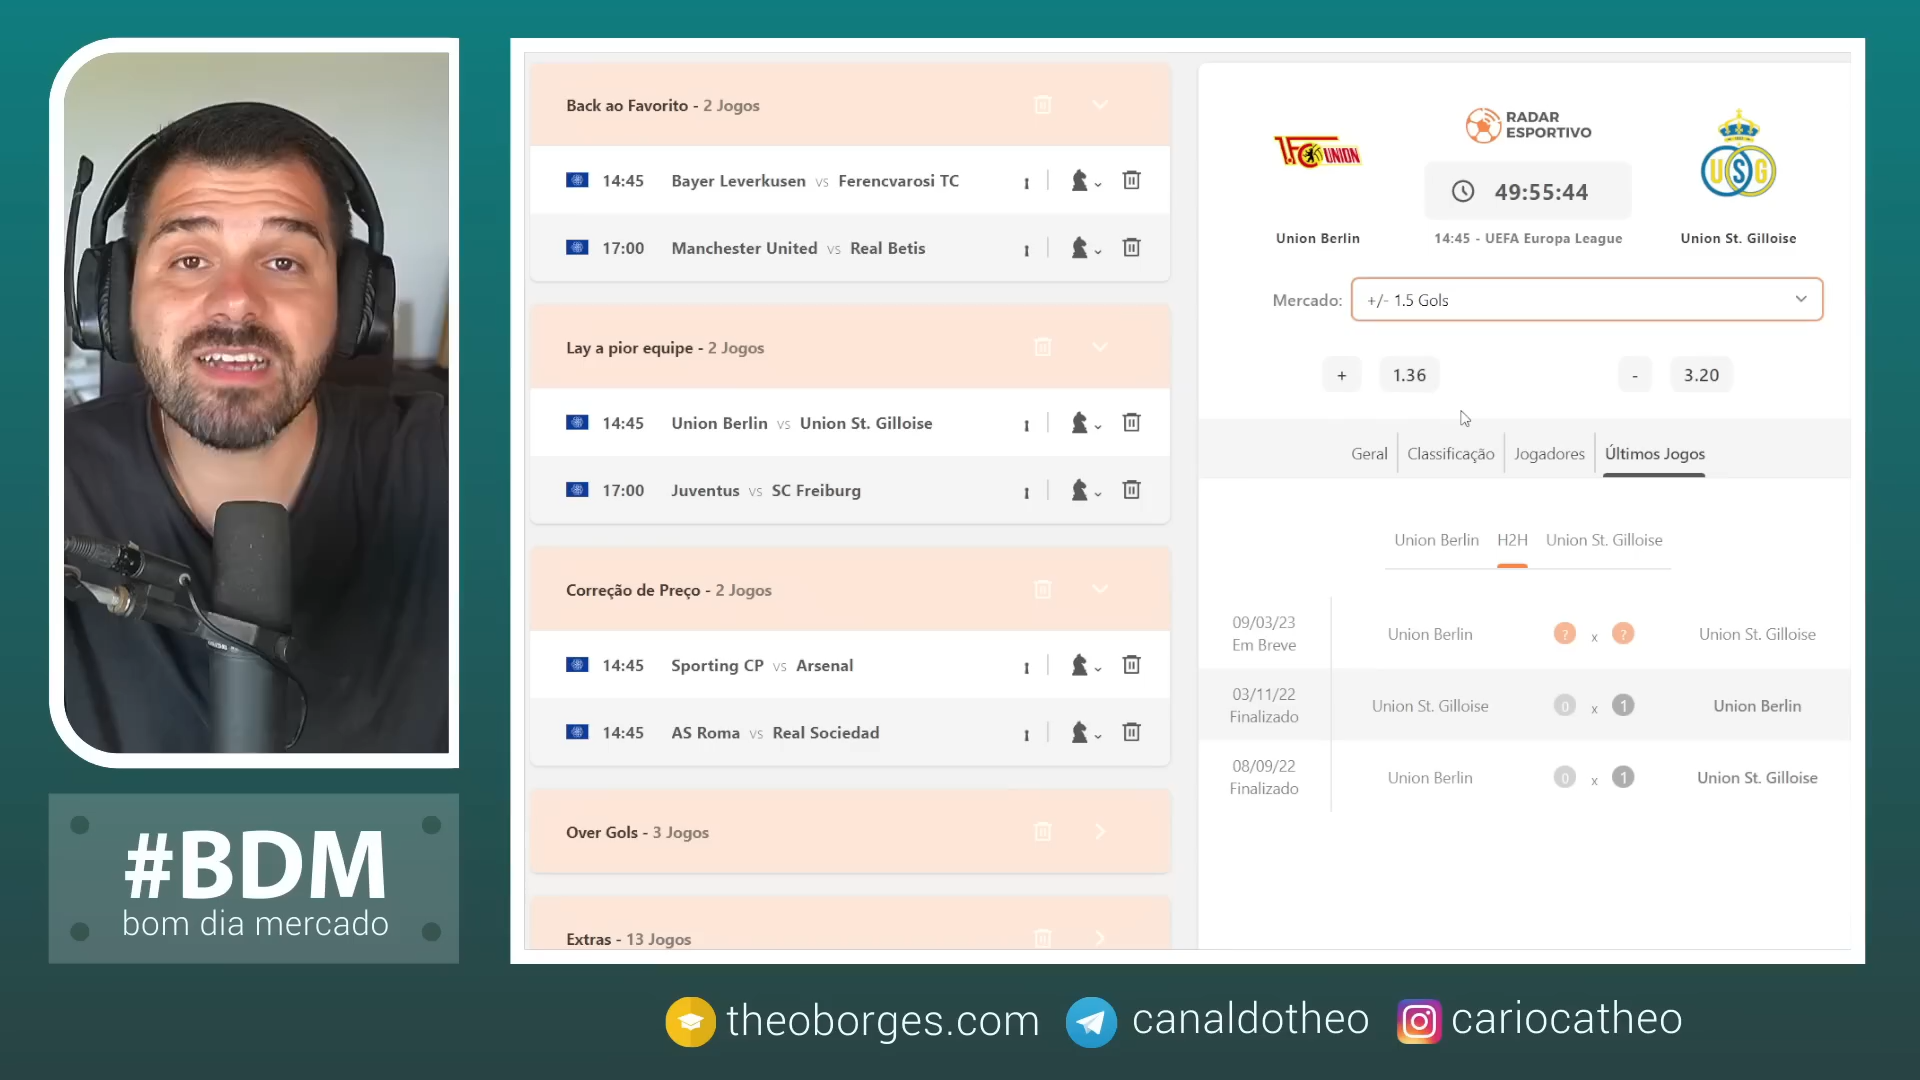 Back ao Favorito - 2 Jogos
14:45 Bayer Leverkusen vs Ferencvarosi TC
17:00 Manchester United vs Real Betis
Lay a pior equipe - 2 Jogos
14:45 Union Berlin vs Union St. Gilloise
17:00 Juventus vs SC Freiburg
Correção de Preço - 2 Jogos
14:45 Sporting CP vs Arsenal
14:45 AS Roma vs Real Sociedad
Over Gols - 3 Jogos
Extras - 13 Jogos
1.FC UNION
RADAR
ESPORTIVO
USG
49:55:44
Union Berlin
14:45 - UEFA Europa League
Union St. Gilloise
Mercado: +/- 1.5 Gols
+ 1.36 - 3.20
Geral Classificação Jogadores Últimos Jogos
Union Berlin H2H Union St. Gilloise
09/03/23
Em Breve
Union Berlin ? x ? Union St. Gilloise
03/11/22
Finalizado
Union St. Gilloise 0 x 1 Union Berlin
08/09/22
Finalizado
Union Berlin 0 x 1 Union St. Gilloise
#BDM
bom dia mercado
theoborges.com canaldotheo cariocatheo